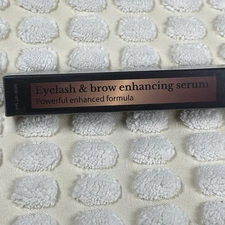 Eyelash & brow enhancing serum
Powerful enhanced formula